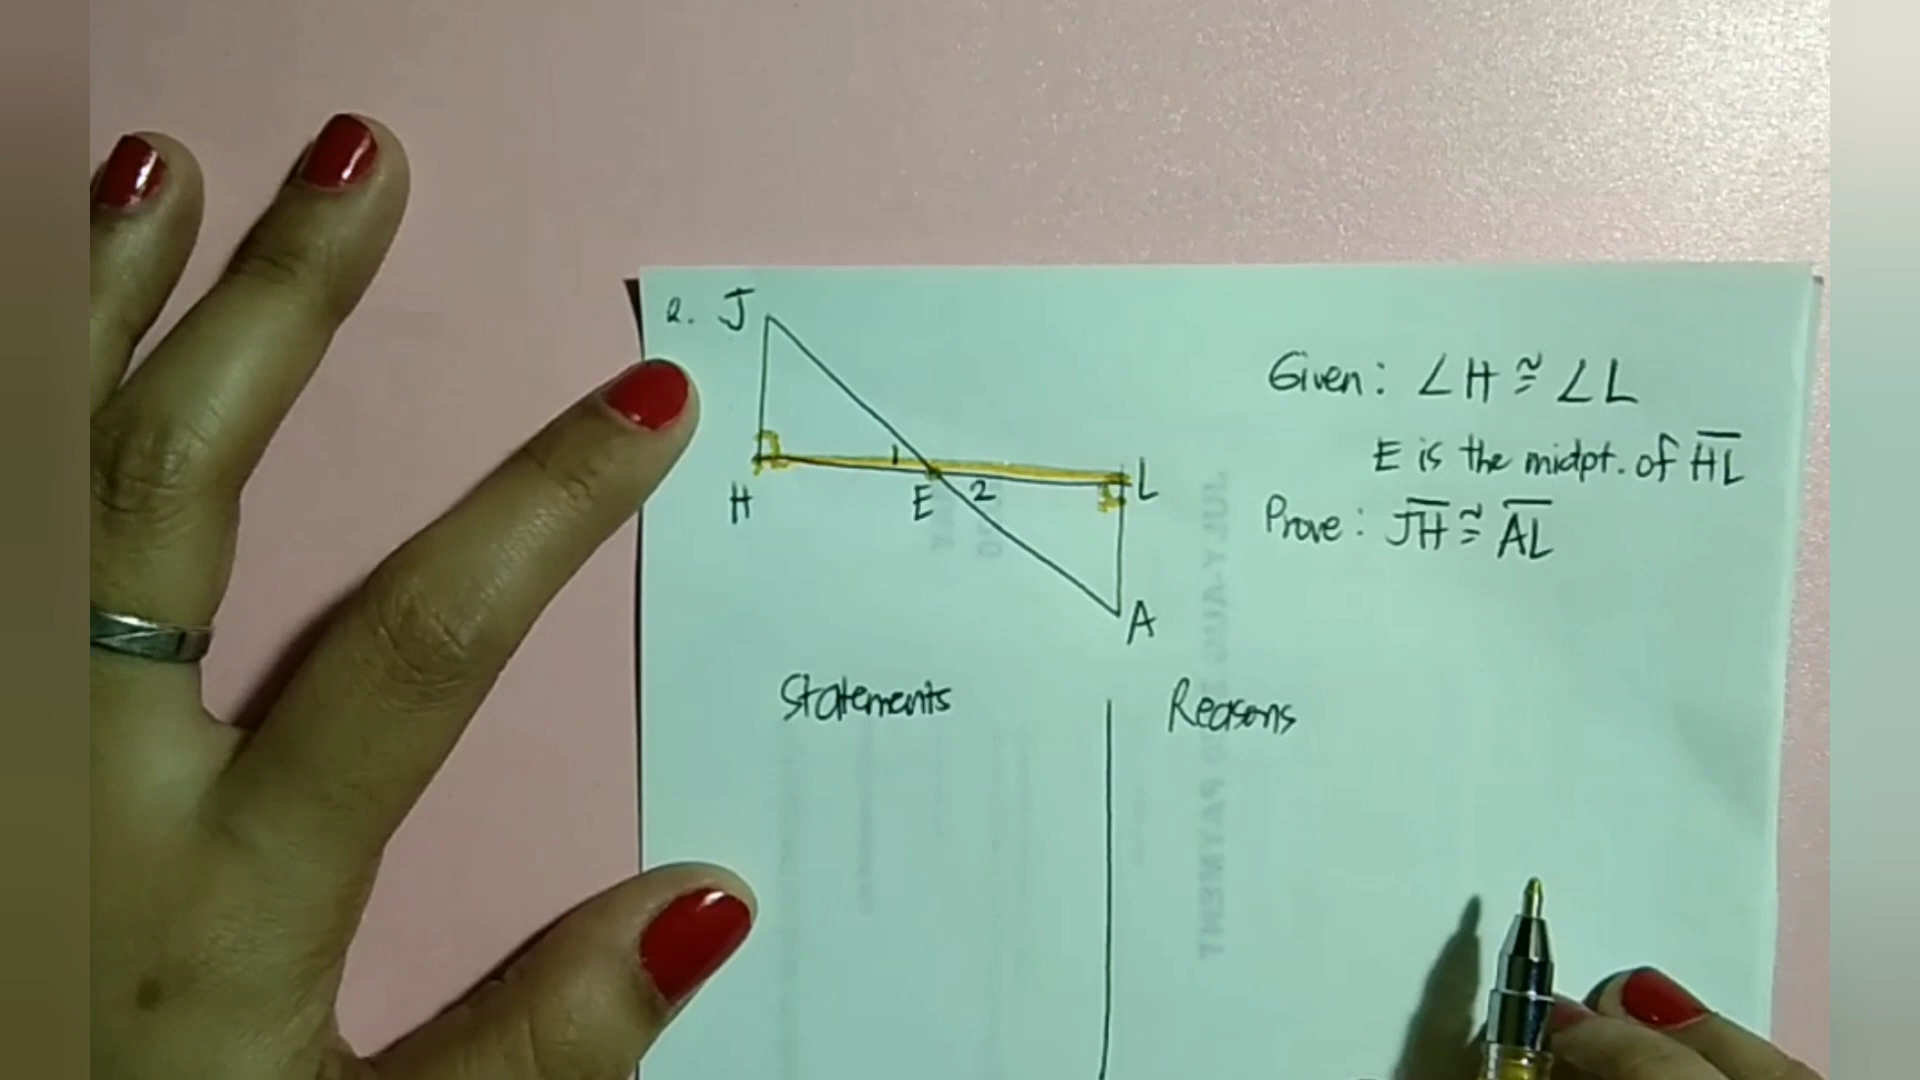 2. J
H
1
E
2
L
A
Given: ∠H ≅ ∠L
E is the midpt. of HL
Prove: JH ≅ AL
Statements
Reasons